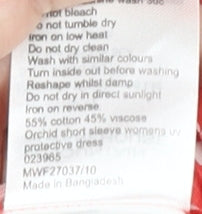 wash
not bleach
o not tumble dry
Iron on low heat
Do not dry clean
Wash with similar colours
Turn inside out before washing
Reshape whilst damp
Do not dry in direct sunlight
Iron on reverse
55% cotton 45% viscose
Orchid short sleeve womens uv
protective dress
023965
MWF27037/10
Made in Bangladesh